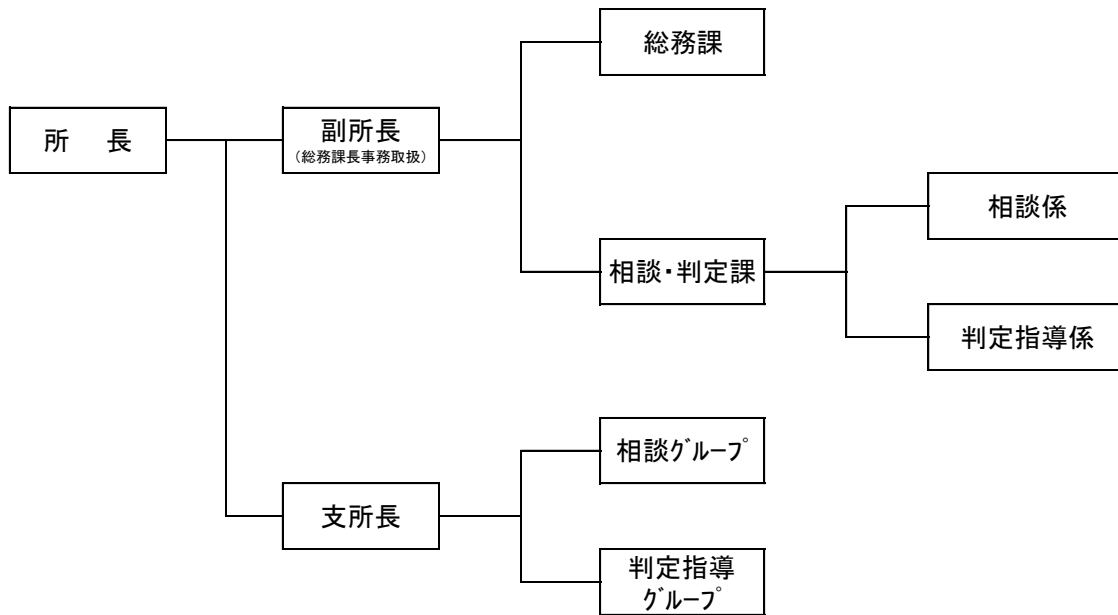 総務課
所　長
副所長
（総務課長事務取扱）
相談係
相談・判定課
判定指導係
相談ｸﾞﾙｰﾌﾟ
支所長
判定指導
ｸﾞﾙｰﾌﾟ